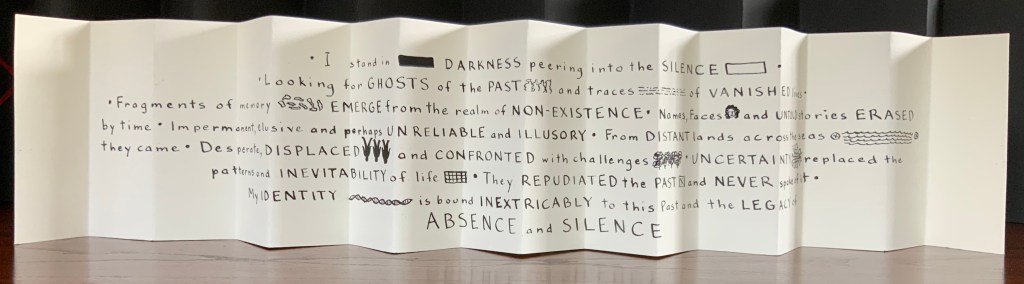 • I stand in DARKNESS peering into the SILENCE •
• Looking for GHOSTS of the PAST and traces of VANISHED lives •
• Fragments of memory EMERGE from the realm of NON-EXISTENCE • Names, Faces and UNTOLD stories ERASED
by time • Impermanent, elusive and perhaps UNRELIABLE and ILLUSORY • From DISTANT lands across the seas
they came • Desperate, DISPLACED and CONFRONTED with challenges • UNCERTAINTY replaced the
patterns and INEVITABILITY of life • They REPUDIATED the PAST and NEVER spoke of it •
My IDENTITY is bound INEXTRICABLY to this Past and the LEGACY of
ABSENCE and SILENCE